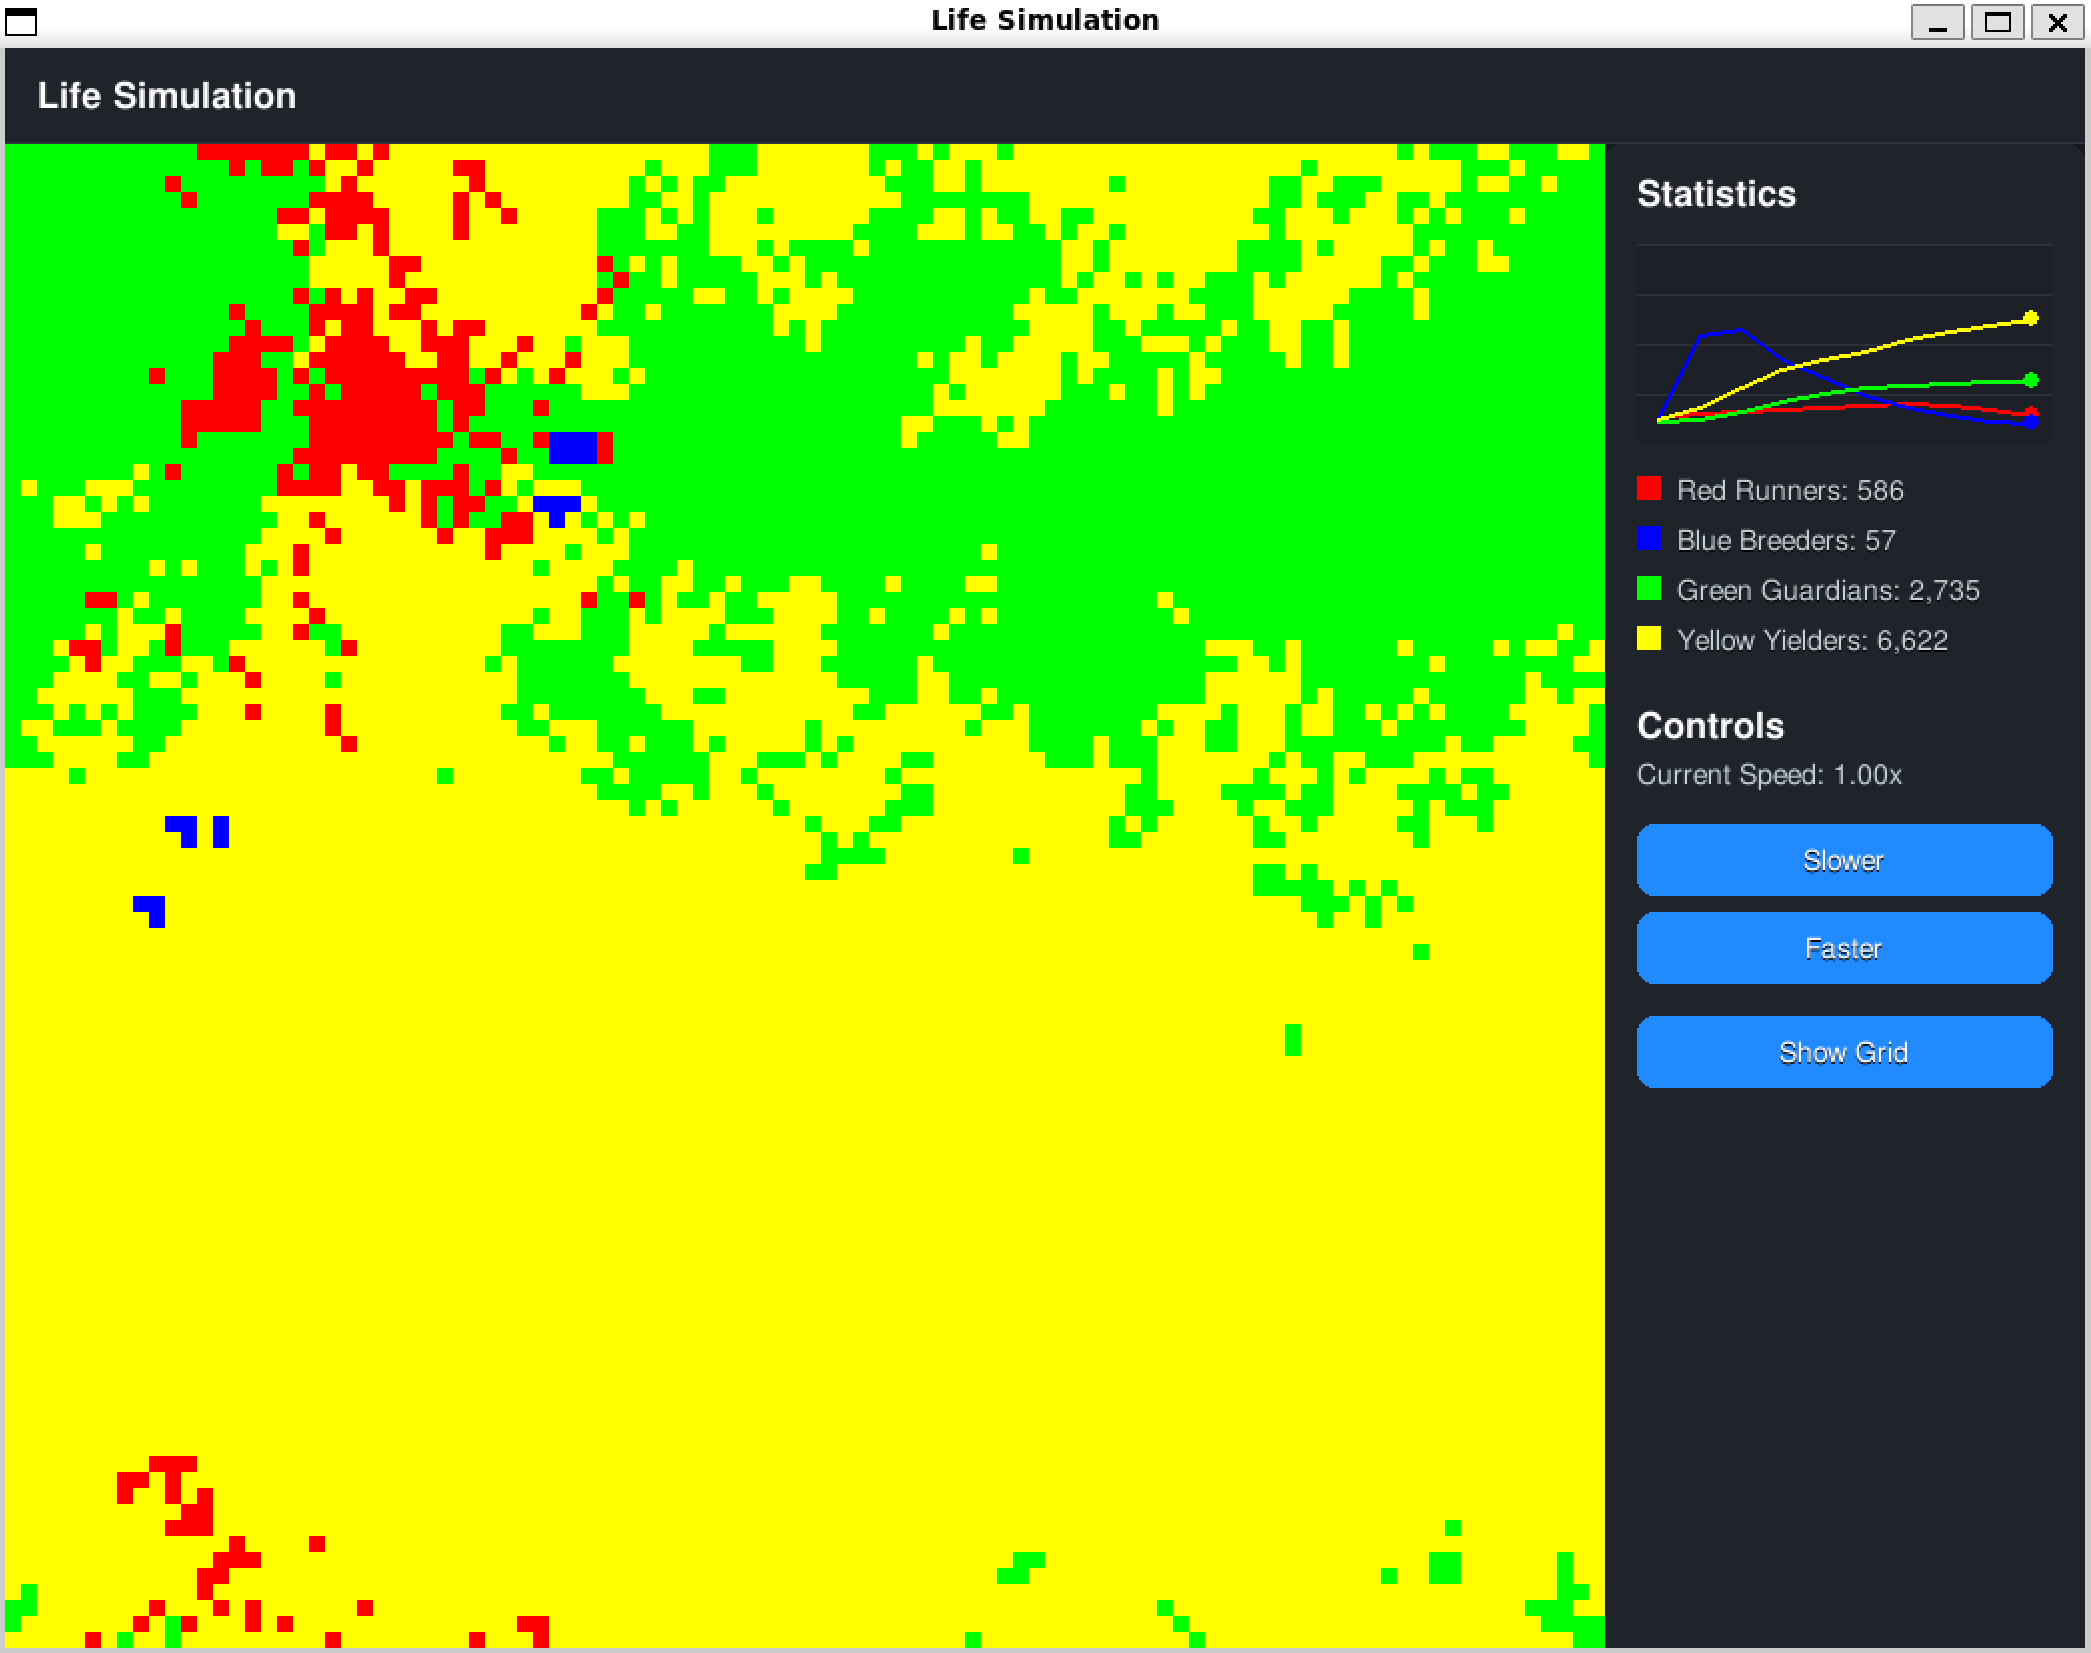 Life Simulation
Life Simulation
Statistics
Red Runners: 586
Blue Breeders: 57
Green Guardians: 2,735
Yellow Yielders: 6,622
Controls
Current Speed: 1.00x
Slower
Faster
Show Grid